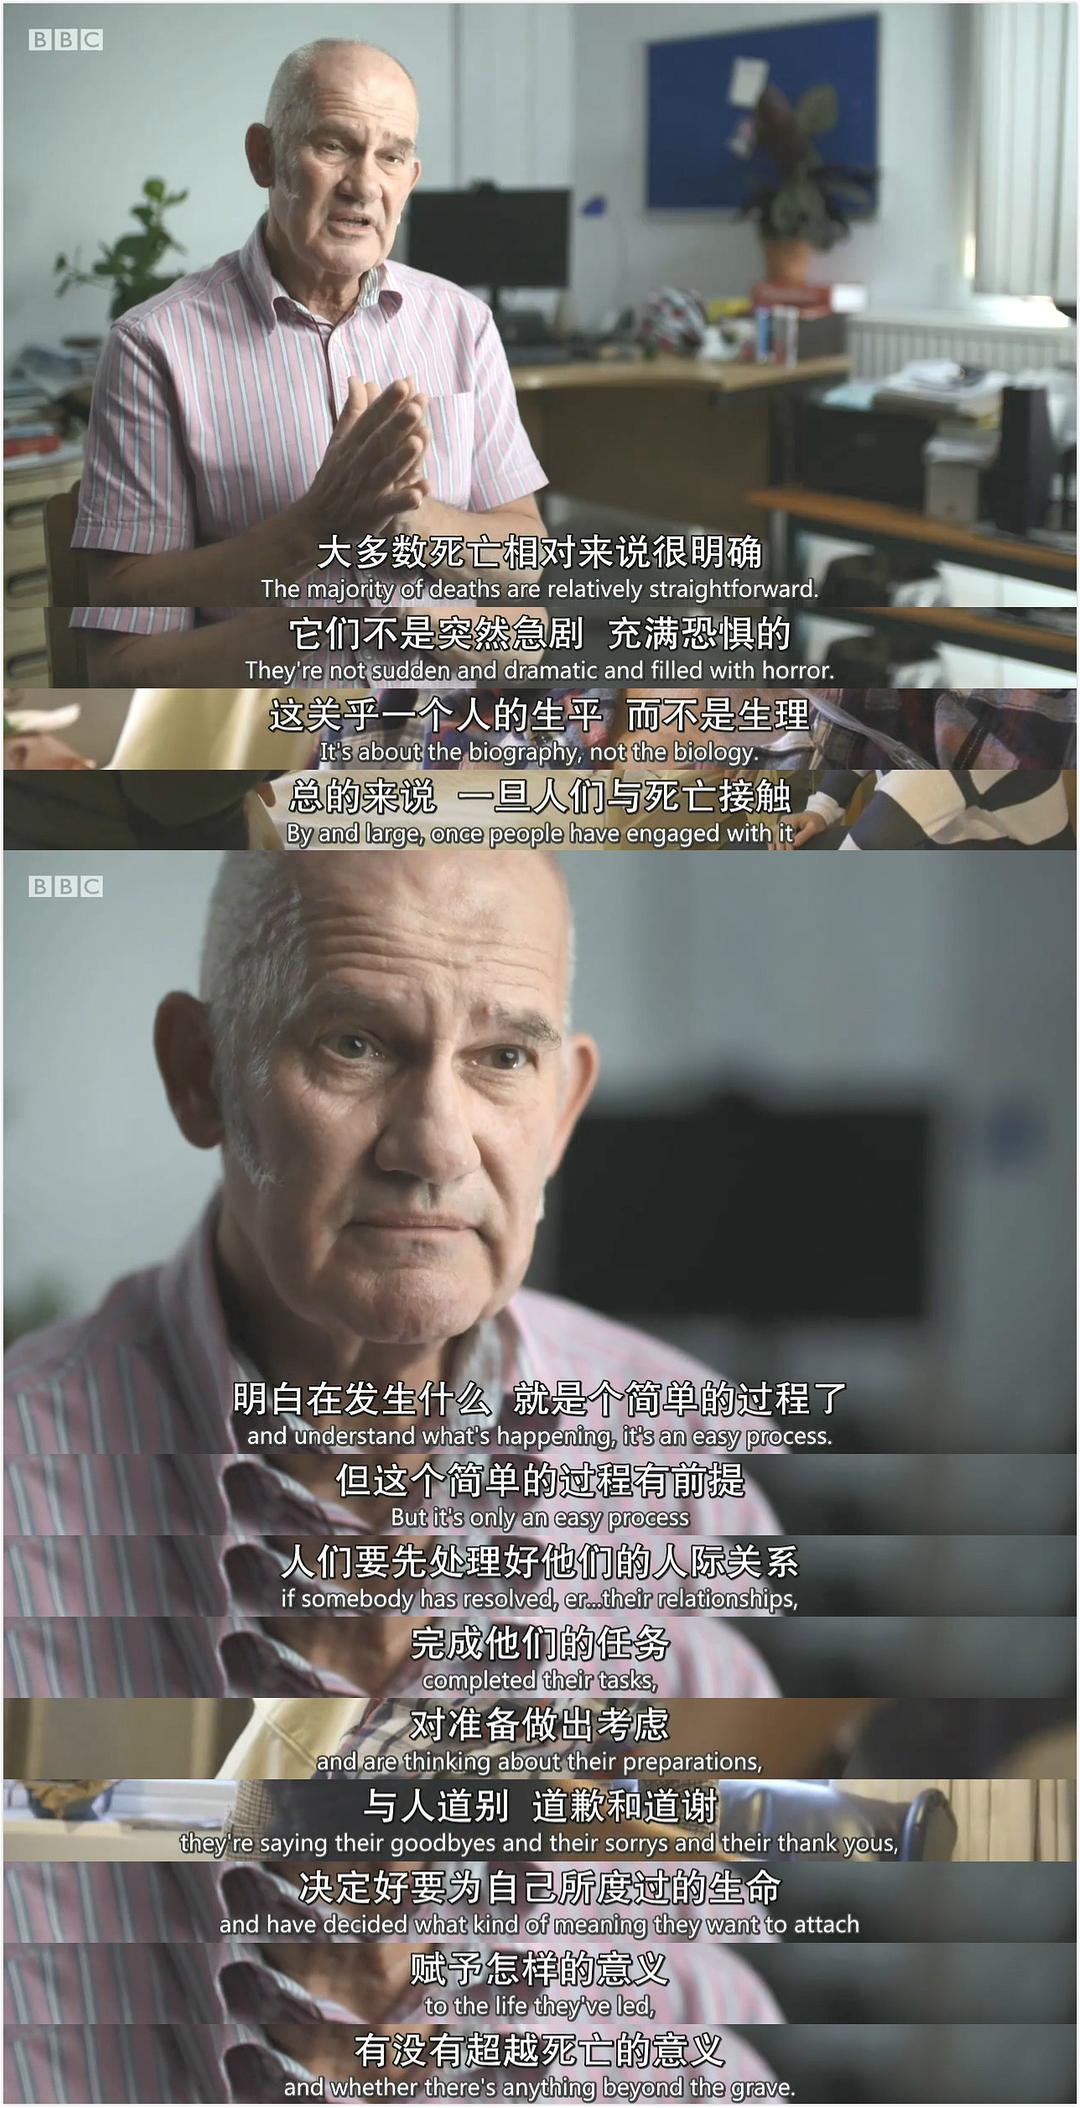 BBC
大多数死亡相对来说很明确
The majority of deaths are relatively straightforward.
它们不是突然急剧 充满恐惧的
They're not sudden and dramatic and filled with horror.
这关乎一个人的生平 而不是生理
It's about the biography, not the biology.
总的来说 一旦人们与死亡接触
By and large, once people have engaged with it
BBC
明白在发生什么 就是个简单的过程了
and understand what's happening, it's an easy process.
但这个简单的过程有前提
But it's only an easy process
人们要先处理好他们的人际关系
if somebody has resolved, er...their relationships,
完成他们的任务
completed their tasks,
对准备做出考虑
and are thinking about their preparations,
与人道别 道歉和道谢
they're saying their goodbyes and their sorrys and their thank yous,
决定好要为自己所度过的生命
and have decided what kind of meaning they want to attach
赋予怎样的意义
to the life they've led,
有没有超越死亡的意义
and whether there's anything beyond the grave.